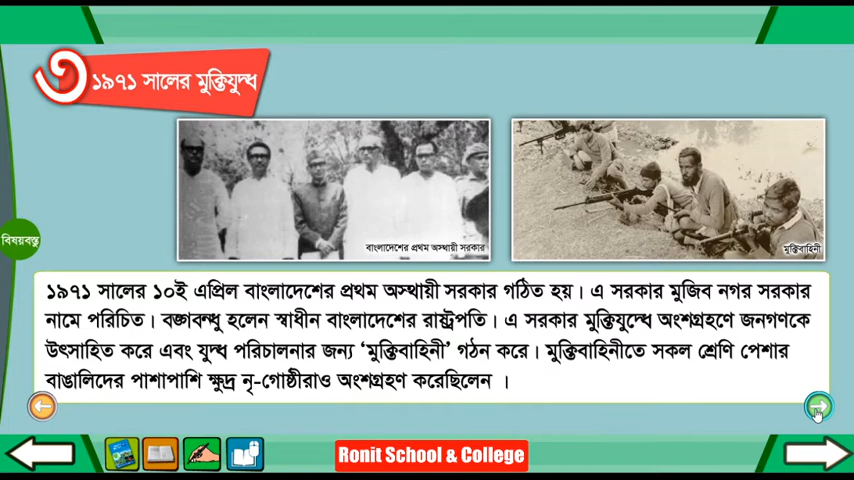 ৩ ১৯৭১ সালের মুক্তিযুদ্ধ
বাংলাদেশের প্রথম অস্থায়ী সরকার
মুক্তিবাহিনী
বিষয়বস্তু
১৯৭১ সালের ১০ই এপ্রিল বাংলাদেশের প্রথম অস্থায়ী সরকার গঠিত হয়। এ সরকার মুজিব নগর সরকার
নামে পরিচিত। বঙ্গবন্ধু হলেন স্বাধীন বাংলাদেশের রাষ্ট্রপতি। এ সরকার মুক্তিযুদ্ধে অংশগ্রহণে জনগণকে
উৎসাহিত করে এবং যুদ্ধ পরিচালনার জন্য ‘মুক্তিবাহিনী’ গঠন করে। মুক্তিবাহিনীতে সকল শ্রেণি পেশার
বাঙালিদের পাশাপাশি ক্ষুদ্র নৃ-গোষ্ঠীরাও অংশগ্রহণ করেছিলেন ।
Ronit School & College